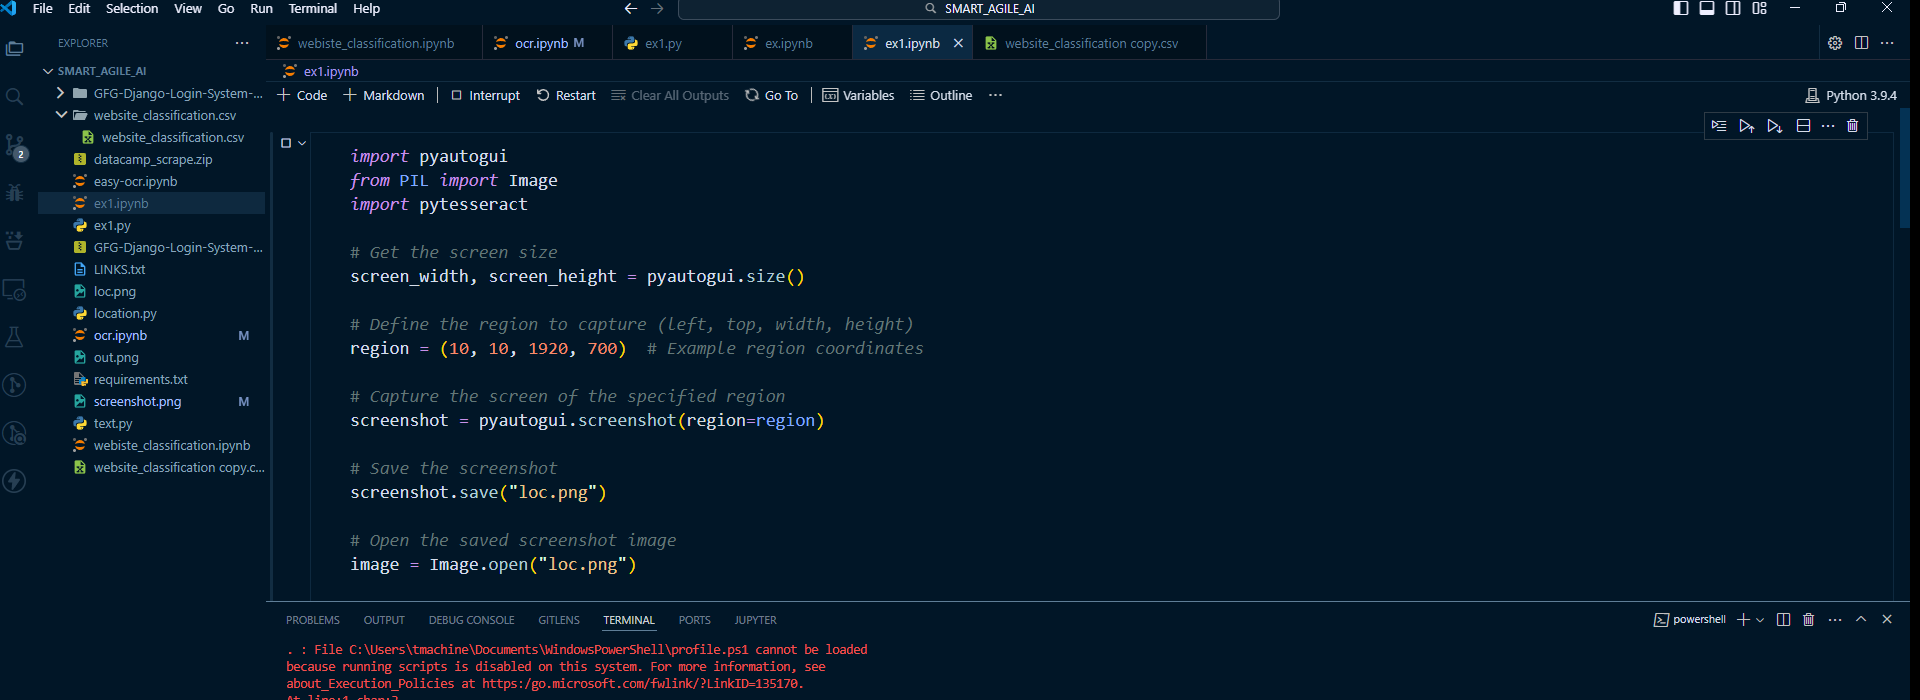 File Edit Selection View Go Run Terminal Help
SMART_AGILE_AI
EXPLORER
SMART_AGILE_AI
GFG-Django-Login-System-...
website_classification.csv
website_classification.csv
datacamp_scrape.zip
easy-ocr.ipynb
ex1.ipynb
ex1.py
GFG-Django-Login-System-...
LINKS.txt
loc.png
location.py
ocr.ipynb M
out.png
requirements.txt
screenshot.png M
text.py
webiste_classification.ipynb
website_classification copy.c...
2
webiste_classification.ipynb ocr.ipynb M ex1.py ex.ipynb ex1.ipynb website_classification copy.csv
ex1.ipynb
Code Markdown Interrupt Restart Clear All Outputs Go To Variables Outline ... Python 3.9.4
import pyautogui
from PIL import Image
import pytesseract
# Get the screen size
screen_width, screen_height = pyautogui.size()
# Define the region to capture (left, top, width, height)
region = (10, 10, 1920, 700)  # Example region coordinates
# Capture the screen of the specified region
screenshot = pyautogui.screenshot(region=region)
# Save the screenshot
screenshot.save("loc.png")
# Open the saved screenshot image
image = Image.open("loc.png")
PROBLEMS OUTPUT DEBUG CONSOLE GITLENS TERMINAL PORTS JUPYTER powershell
. : File C:\Users\tmachine\Documents\WindowsPowerShell\profile.ps1 cannot be loaded
because running scripts is disabled on this system. For more information, see
about_Execution_Policies at https:/go.microsoft.com/fwlink/?LinkID=135170.
At line:1 char:3